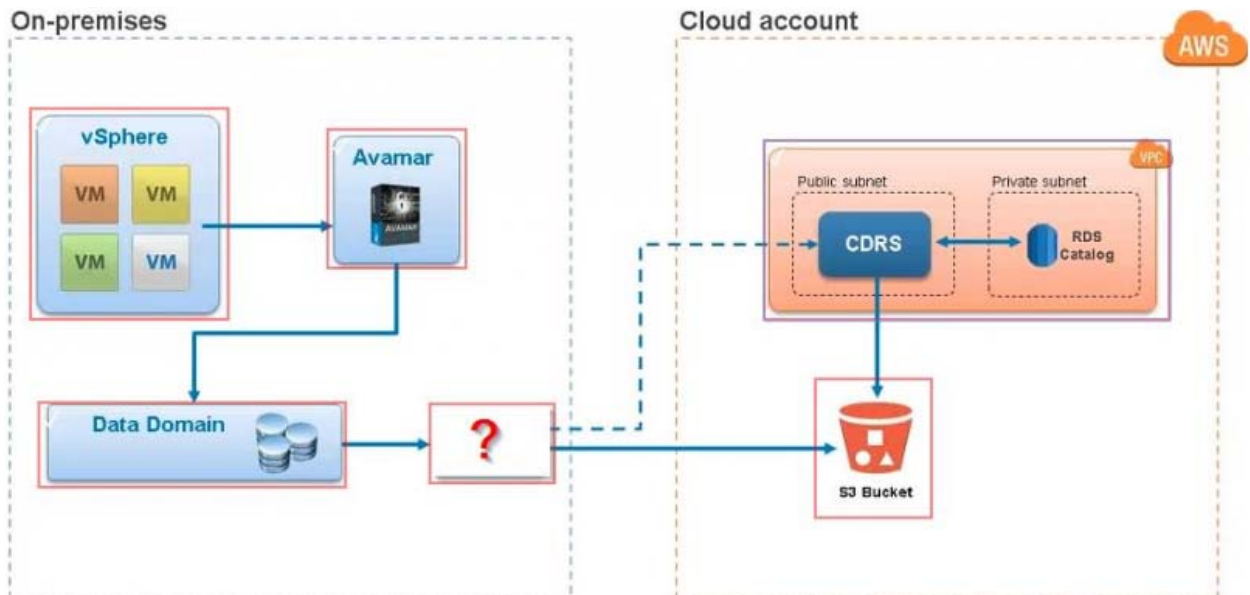 On-premises
Cloud account
AWS
vSphere
VM
VM
VM
VM
Avamar
AVAMAR
VPC
Public subnet
Private subnet
CDRS
RDS
Catalog
Data Domain
?
S3 Bucket